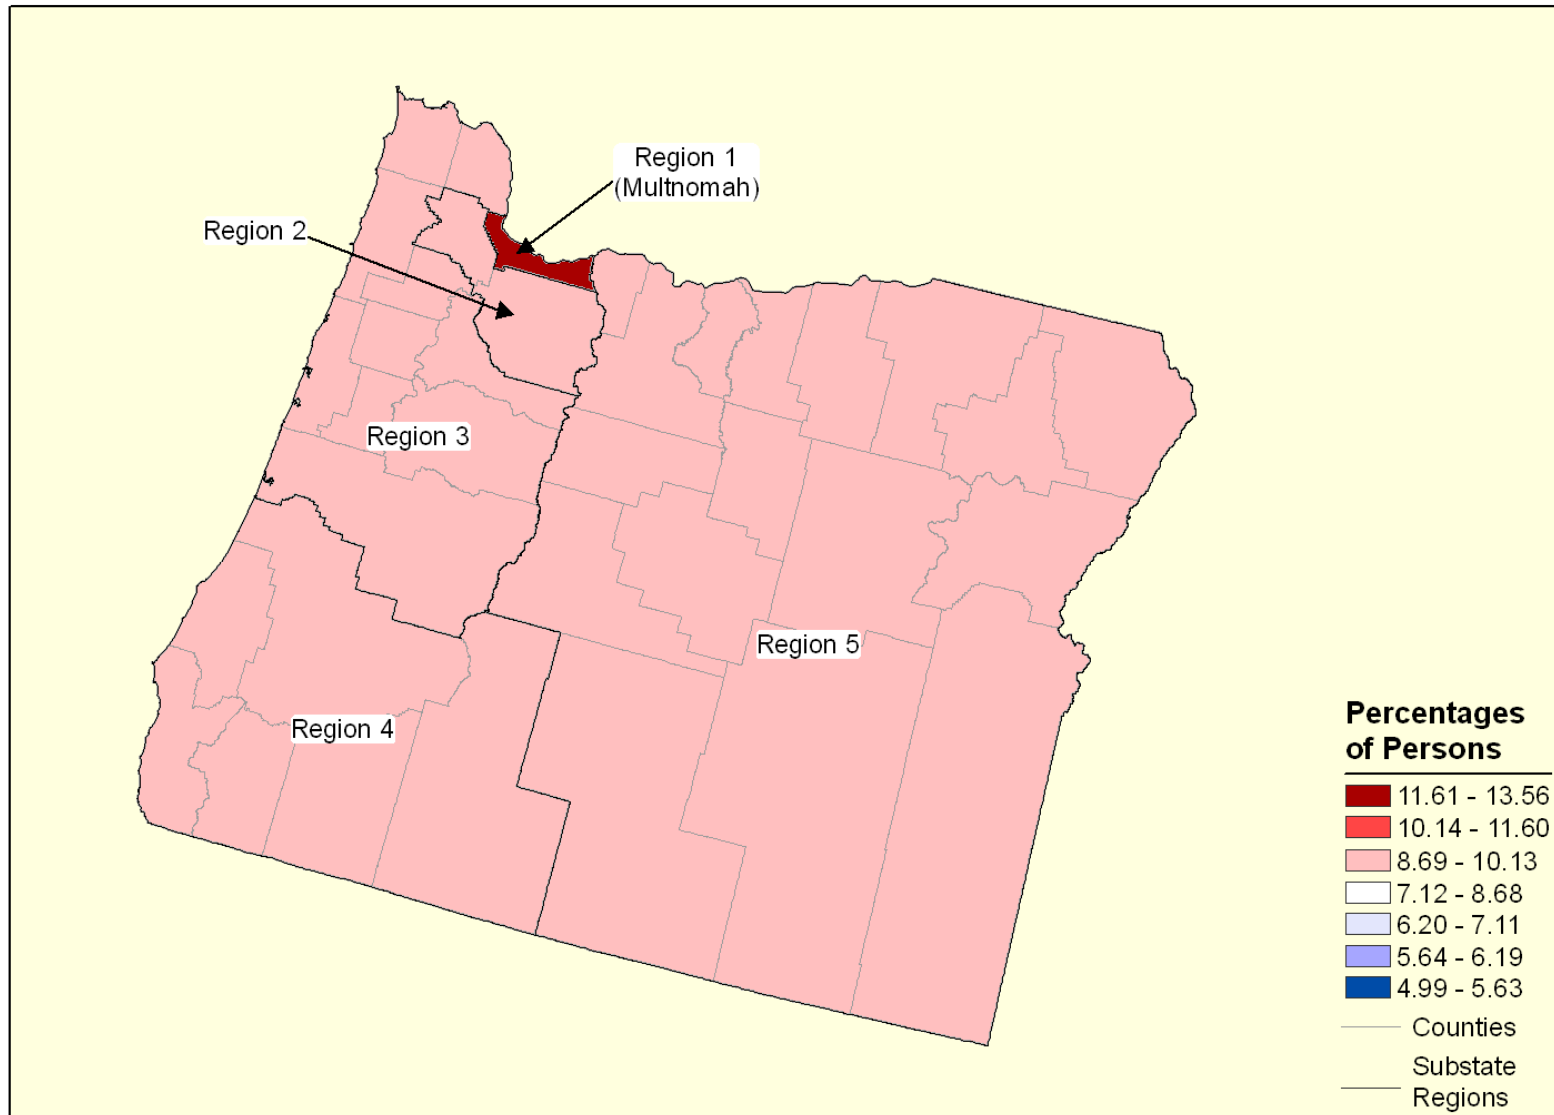 Region 1
(Multnomah)
Region 2
Region 3
Region 5
Region 4
Percentages
of Persons
11.61 - 13.56
10.14 - 11.60
8.69 - 10.13
7.12 - 8.68
6.20 - 7.11
5.64 - 6.19
4.99 - 5.63
Counties
Substate
Regions